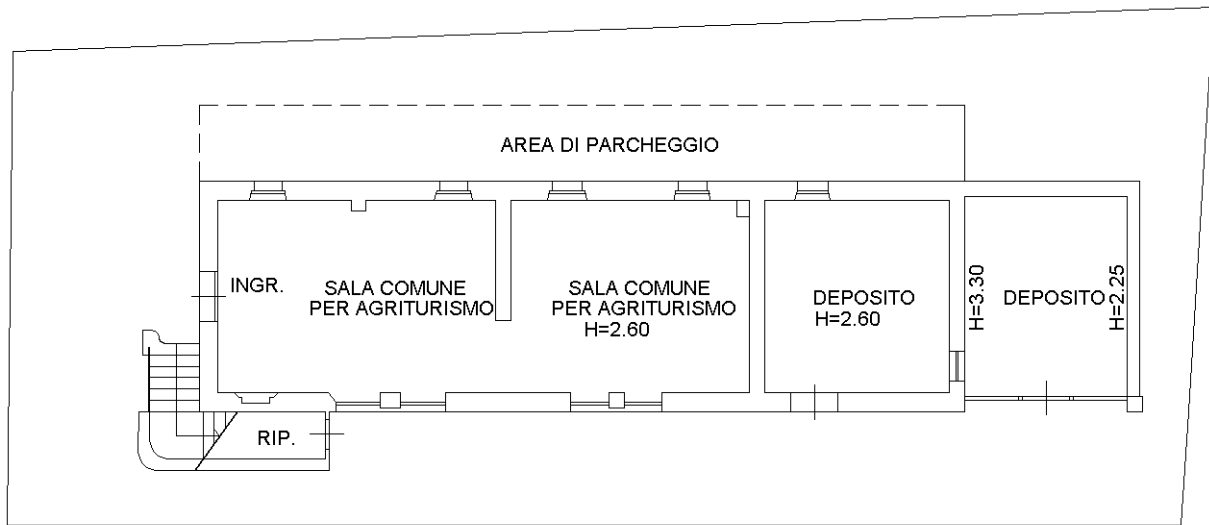 AREA DI PARCHEGGIO
INGR.
SALA COMUNE
PER AGRITURISMO
SALA COMUNE
PER AGRITURISMO
H=2.60
DEPOSITO
H=2.60
H=3.30
DEPOSITO
H=2.25
RIP.